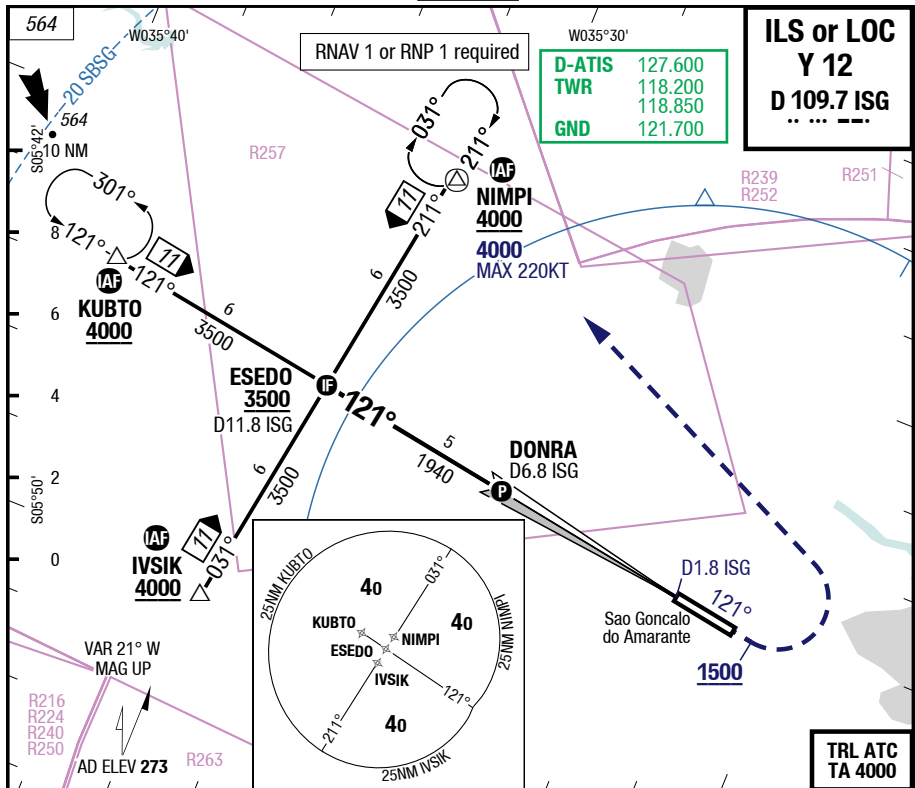 564
W035°40'
W035°30'
RNAV 1 or RNP 1 required
D-ATIS 127.600
TWR 118.200
118.850
GND 121.700
ILS or LOC
Y 12
D 109.7 ISG
20 SBSG
564
10 NM
S05°42'
R257
R239
R252
R251
031°
211°
IAF
NIMPI
4000
4000
MAX 220KT
11
211°
6
3500
301°
121°
11
121°
IAF
KUBTO
4000
6
3500
8
6
4
2
0
S05°50'
ESEDO
3500
D11.8 ISG
IF
121°
5
1940
DONRA
D6.8 ISG
P
6
3500
IAF
IVSIK
4000
11
031°
D1.8 ISG
121°
Sao Goncalo
do Amarante
1500
25NM KUBTO
25NM NIMPI
25NM IVSIK
40
40
40
031°
KUBTO
NIMPI
ESEDO
IVSIK
121°
211°
VAR 21° W
MAG UP
R216
R224
R240
R250
R263
AD ELEV 273
TRL ATC
TA 4000